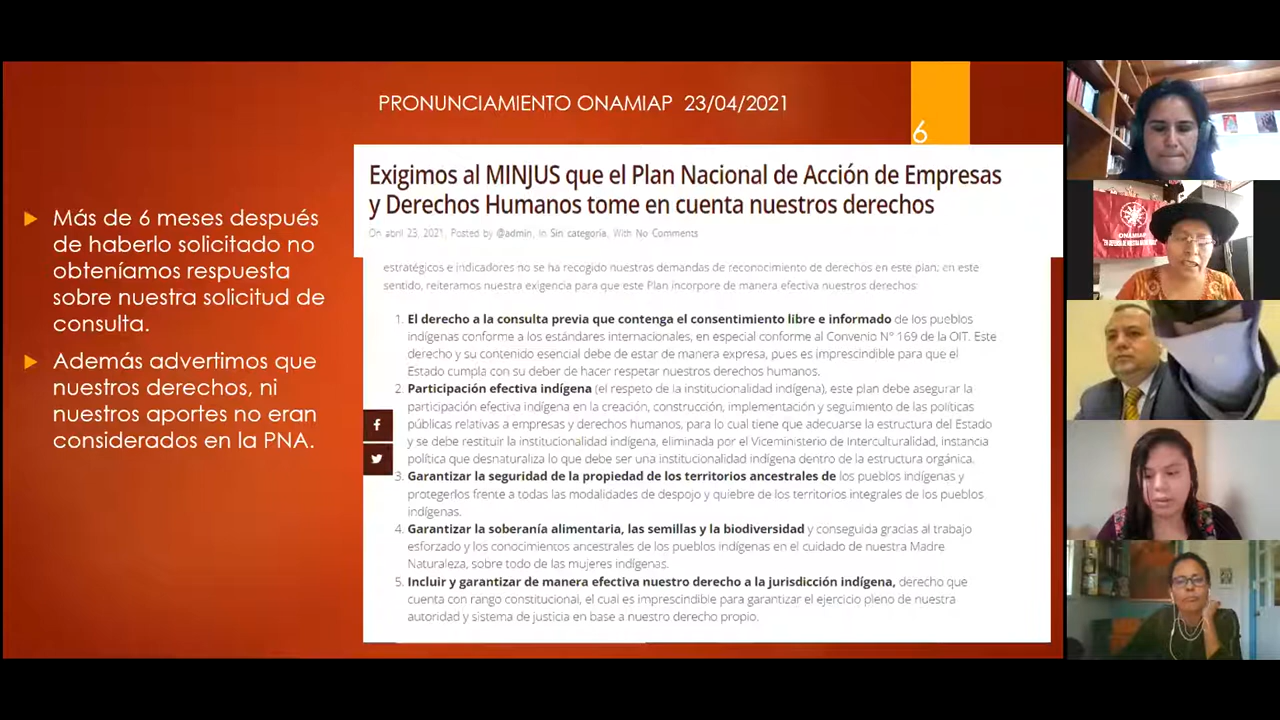 PRONUNCIAMIENTO ONAMIAP 23/04/2021
6
Más de 6 meses después
de haberlo solicitado no
obteníamos respuesta
sobre nuestra solicitud de
consulta.
Además advertimos que
nuestros derechos, ni
nuestros aportes no eran
considerados en la PNA.
Exigimos al MINJUS que el Plan Nacional de Acción de Empresas
y Derechos Humanos tome en cuenta nuestros derechos
On abril 23, 2021, Posted by @admin, In Sin categoría, With No Comments
estratégicos e indicadores no se ha recogido nuestras demandas de reconocimiento de derechos en este plan; en este
sentido, reiteramos nuestra exigencia para que este Plan incorpore de manera efectiva nuestros derechos:
1. El derecho a la consulta previa que contenga el consentimiento libre e informado de los pueblos
indígenas conforme a los estándares internacionales, en especial conforme al Convenio N° 169 de la OIT. Este
derecho y su contenido esencial debe de estar de manera expresa, pues es imprescindible para que el
Estado cumpla con su deber de hacer respetar nuestros derechos humanos.
2. Participación efectiva indígena (el respeto de la institucionalidad indígena), este plan debe asegurar la
participación efectiva indígena en la creación, construcción, implementación y seguimiento de las políticas
públicas relativas a empresas y derechos humanos, para lo cual tiene que adecuarse la estructura del Estado
y se debe restituir la institucionalidad indígena, eliminada por el Viceministerio de Interculturalidad, instancia
política que desnaturaliza lo que debe ser una institucionalidad indígena dentro de la estructura orgánica.
3. Garantizar la seguridad de la propiedad de los territorios ancestrales de los pueblos indígenas y
protegerlos frente a todas las modalidades de despojo y quiebre de los territorios integrales de los pueblos
indígenas.
4. Garantizar la soberanía alimentaria, las semillas y la biodiversidad y conseguida gracias al trabajo
esforzado y los conocimientos ancestrales de los pueblos indígenas en el cuidado de nuestra Madre
Naturaleza, sobre todo de las mujeres indígenas.
5. Incluir y garantizar de manera efectiva nuestro derecho a la jurisdicción indígena, derecho que
cuenta con rango constitucional, el cual es imprescindible para garantizar el ejercicio pleno de nuestra
autoridad y sistema de justicia en base a nuestro derecho propio.
ONAMIAP